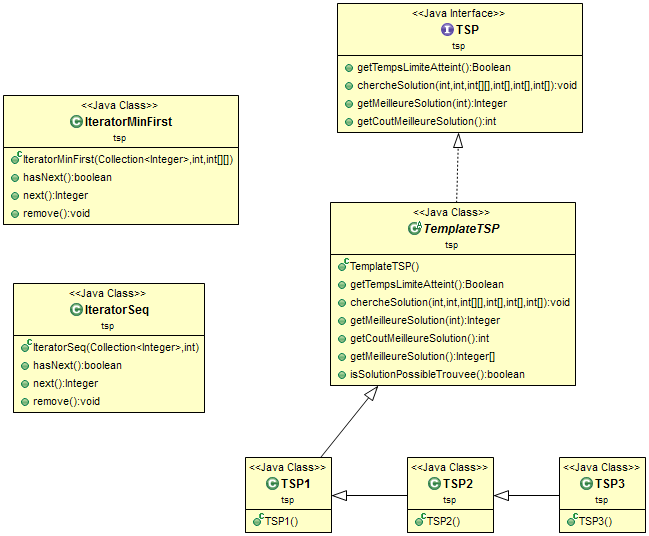 <<Java Interface>>
TSP
tsp
getTempsLimiteAtteint():Boolean
chercheSolution(int,int,int[][],int[],int[],int[]):void
getMeilleureSolution(int):Integer
getCoutMeilleureSolution():int
<<Java Class>>
IteratorMinFirst
tsp
IteratorMinFirst(Collection<Integer>,int,int[][])
hasNext():boolean
next():Integer
remove():void
<<Java Class>>
TemplateTSP
tsp
TemplateTSP()
getTempsLimiteAtteint():Boolean
chercheSolution(int,int,int[][],int[],int[],int[]):void
getMeilleureSolution(int):Integer
getCoutMeilleureSolution():int
getMeilleureSolution():Integer[]
isSolutionPossibleTrouvee():boolean
<<Java Class>>
IteratorSeq
tsp
IteratorSeq(Collection<Integer>,int)
hasNext():boolean
next():Integer
remove():void
<<Java Class>>
TSP1
tsp
TSP1()
<<Java Class>>
TSP2
tsp
TSP2()
<<Java Class>>
TSP3
tsp
TSP3()